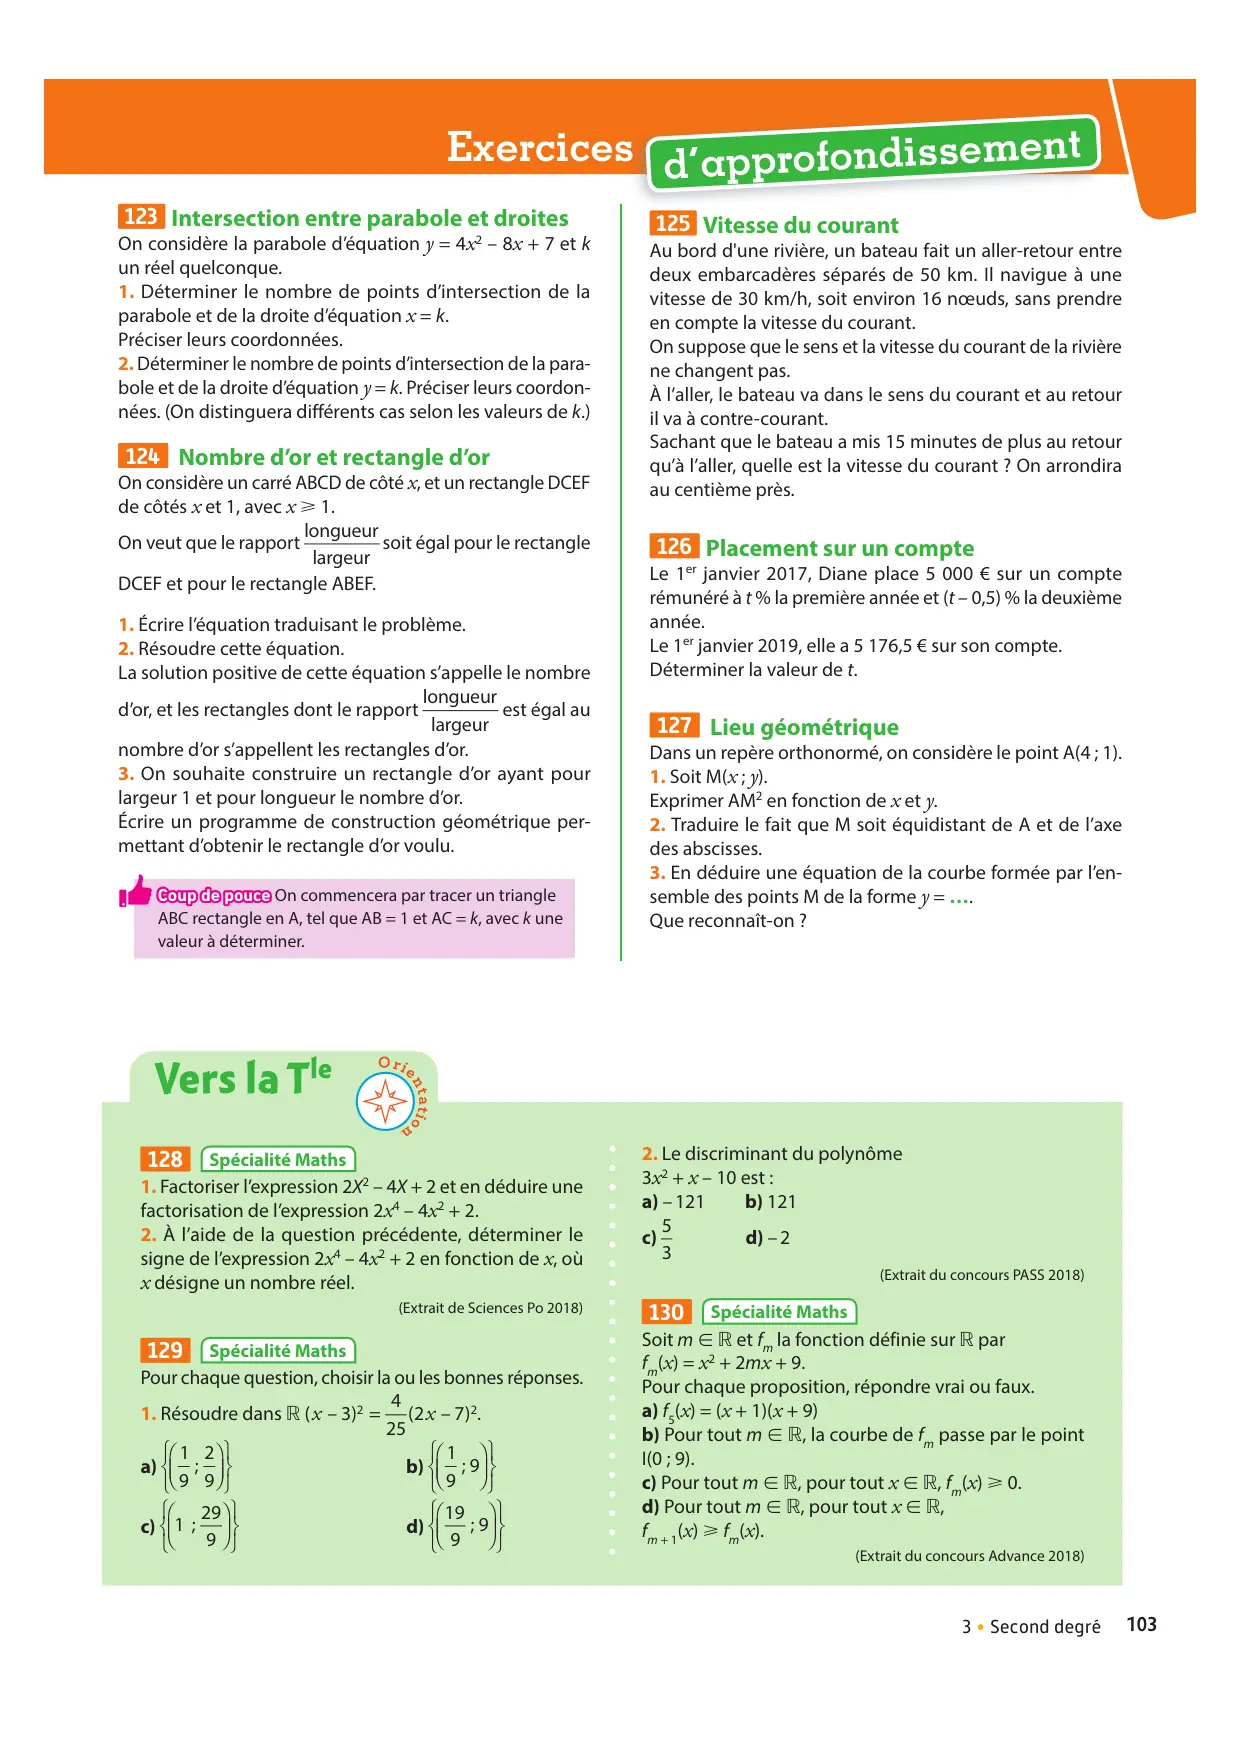 Exercices d'approfondissement
123 Intersection entre parabole et droites
On considère la parabole d'équation y = 4x² – 8x + 7 et k
un réel quelconque.
1. Déterminer le nombre de points d'intersection de la
parabole et de la droite d'équation x = k.
Préciser leurs coordonnées.
2. Déterminer le nombre de points d'intersection de la para-
bole et de la droite d'équation y = k. Préciser leurs coordon-
nées. (On distinguera différents cas selon les valeurs de k.)
124 Nombre d'or et rectangle d'or
On considère un carré ABCD de côté x, et un rectangle DCEF
de côtés x et 1, avec x ⩾ 1.
On veut que le rapport longueur/largeur soit égal pour le rectangle
DCEF et pour le rectangle ABEF.
1. Écrire l'équation traduisant le problème.
2. Résoudre cette équation.
La solution positive de cette équation s'appelle le nombre
d'or, et les rectangles dont le rapport longueur/largeur est égal au
nombre d'or s'appellent les rectangles d'or.
3. On souhaite construire un rectangle d'or ayant pour
largeur 1 et pour longueur le nombre d'or.
Écrire un programme de construction géométrique per-
mettant d'obtenir le rectangle d'or voulu.
Coup de pouce On commencera par tracer un triangle
ABC rectangle en A, tel que AB = 1 et AC = k, avec k une
valeur à déterminer.
125 Vitesse du courant
Au bord d'une rivière, un bateau fait un aller-retour entre
deux embarcadères séparés de 50 km. Il navigue à une
vitesse de 30 km/h, soit environ 16 nœuds, sans prendre
en compte la vitesse du courant.
On suppose que le sens et la vitesse du courant de la rivière
ne changent pas.
À l'aller, le bateau va dans le sens du courant et au retour
il va à contre-courant.
Sachant que le bateau a mis 15 minutes de plus au retour
qu'à l'aller, quelle est la vitesse du courant ? On arrondira
au centième près.
126 Placement sur un compte
Le 1er janvier 2017, Diane place 5 000 € sur un compte
rémunéré à t % la première année et (t – 0,5) % la deuxième
année.
Le 1er janvier 2019, elle a 5 176,5 € sur son compte.
Déterminer la valeur de t.
127 Lieu géométrique
Dans un repère orthonormé, on considère le point A(4 ; 1).
1. Soit M(x ; y).
Exprimer AM² en fonction de x et y.
2. Traduire le fait que M soit équidistant de A et de l'axe
des abscisses.
3. En déduire une équation de la courbe formée par l'en-
semble des points M de la forme y = ….
Que reconnaît-on ?
Vers la Tle
Orientation
128 Spécialité Maths
1. Factoriser l'expression 2X² – 4X + 2 et en déduire une
factorisation de l'expression 2x⁴ – 4x² + 2.
2. À l'aide de la question précédente, déterminer le
signe de l'expression 2x⁴ – 4x² + 2 en fonction de x, où
x désigne un nombre réel.
(Extrait de Sciences Po 2018)
129 Spécialité Maths
Pour chaque question, choisir la ou les bonnes réponses.
1. Résoudre dans ℝ (x – 3)² = 4/25 (2x – 7)².
a) {(1/9 ; 2/9)} b) {(1/9 ; 9)}
c) {(1 ; 29/9)} d) {(19/9 ; 9)}
2. Le discriminant du polynôme
3x² + x – 10 est :
a) – 121 b) 121
c) 5/3 d) – 2
(Extrait du concours PASS 2018)
130 Spécialité Maths
Soit m ∈ ℝ et fₘ la fonction définie sur ℝ par
fₘ(x) = x² + 2mx + 9.
Pour chaque proposition, répondre vrai ou faux.
a) f₅(x) = (x + 1)(x + 9)
b) Pour tout m ∈ ℝ, la courbe de fₘ passe par le point
I(0 ; 9).
c) Pour tout m ∈ ℝ, pour tout x ∈ ℝ, fₘ(x) ⩾ 0.
d) Pour tout m ∈ ℝ, pour tout x ∈ ℝ,
fₘ₊₁(x) ⩾ fₘ(x).
(Extrait du concours Advance 2018)
3 • Second degré 103